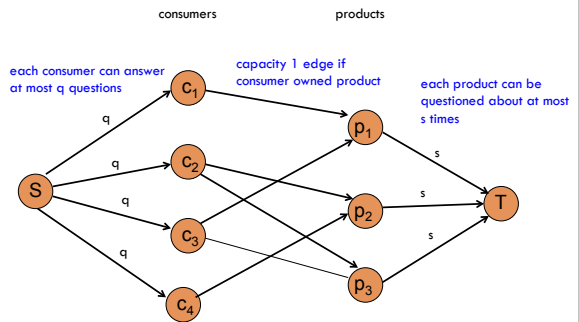 consumers
products
each consumer can answer
at most q questions
capacity 1 edge if
consumer owned product
each product can be
questioned about at most
s times
S
q
q
q
q
c1
c2
c3
c4
p1
p2
p3
s
s
s
T